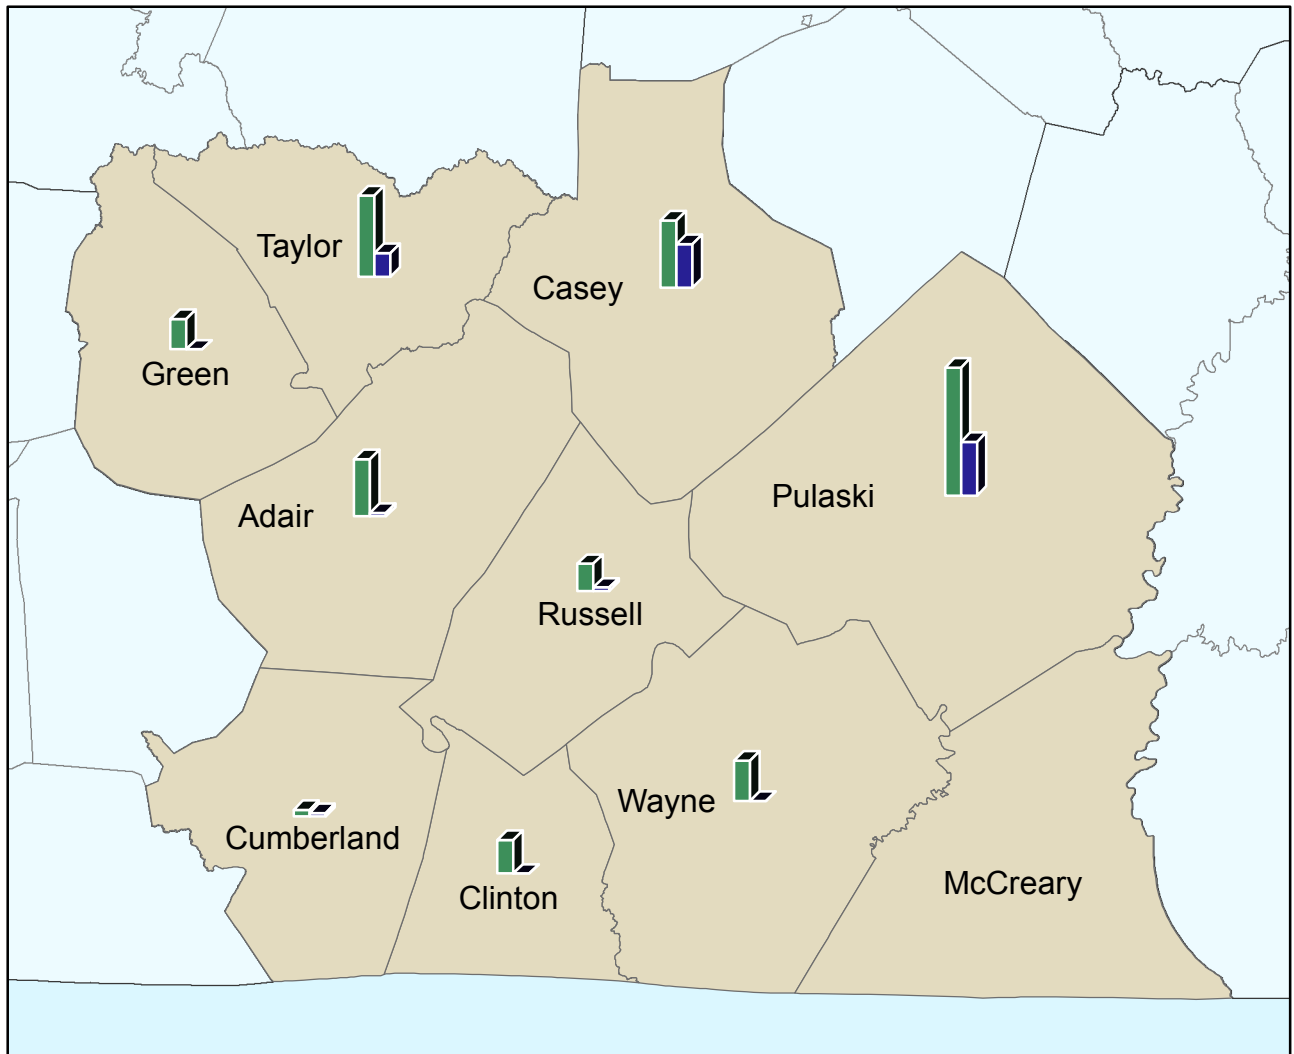 Taylor
Casey
Green
Pulaski
Adair
Russell
Wayne
Cumberland
McCreary
Clinton